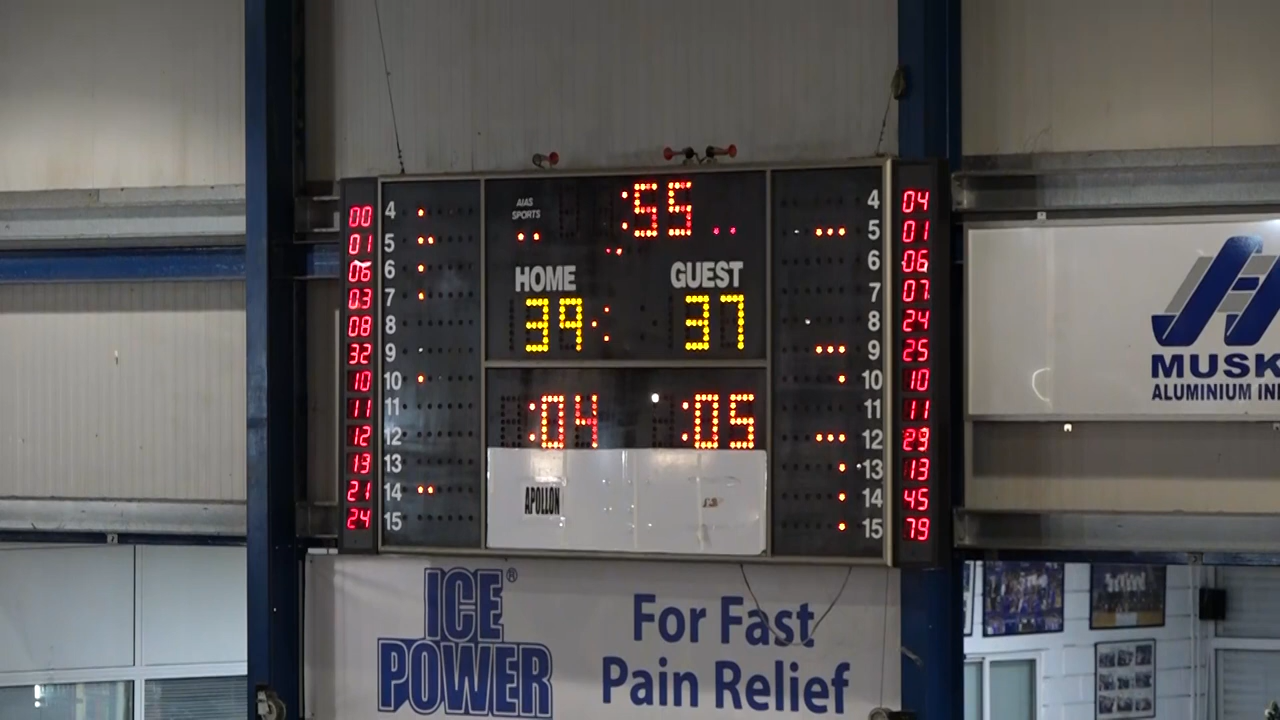 AIAS
SPORTS
:55
HOME
GUEST
39
37
:04
:05
APOLLON
00 4
01 5
06 6
03 7
08 8
32 9
10 10
11 11
12 12
13 13
21 14
24 15
4 04
5 01
6 06
7 07
8 24
9 25
10 10
11 11
12 29
13 13
14 45
15 79
ICE
POWER®
For Fast
Pain Relief
MUSK
ALUMINIUM IND